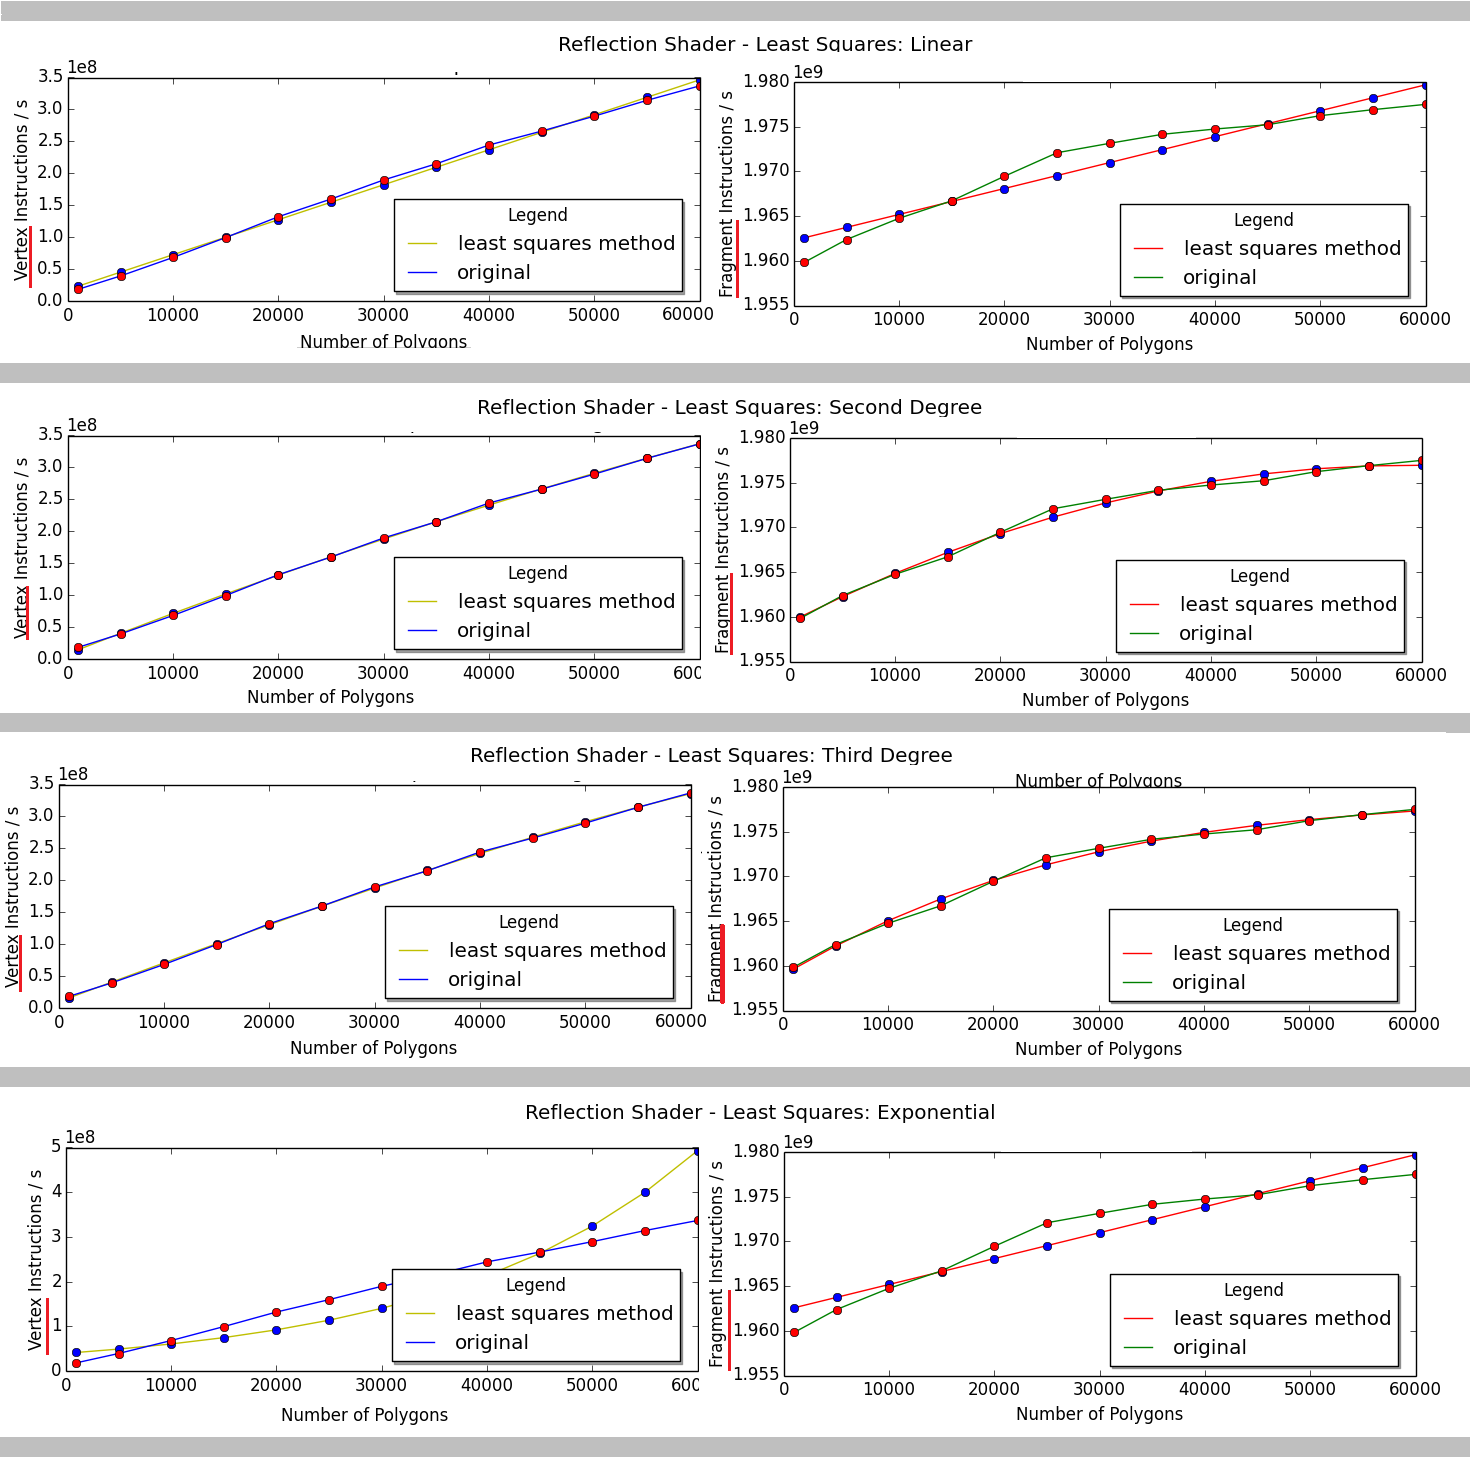 Reflection Shader - Least Squares: Linear
1e8
3.5
3.0
2.5
2.0
1.5
1.0
0.5
0.0
Vertex Instructions / s
Legend
least squares method
original
0 10000 20000 30000 40000 50000 60000
Number of Polygons
1e9
1.980
1.975
1.970
1.965
1.960
1.955
Fragment Instructions / s
Legend
least squares method
original
0 10000 20000 30000 40000 50000 60000
Number of Polygons
Reflection Shader - Least Squares: Second Degree
1e8
3.5
3.0
2.5
2.0
1.5
1.0
0.5
0.0
Vertex Instructions / s
Legend
least squares method
original
0 10000 20000 30000 40000 50000 600
Number of Polygons
1e9
1.980
1.975
1.970
1.965
1.960
1.955
Fragment Instructions / s
Legend
least squares method
original
0 10000 20000 30000 40000 50000 60000
Number of Polygons
Reflection Shader - Least Squares: Third Degree
1e8
3.5
3.0
2.5
2.0
1.5
1.0
0.5
0.0
Vertex Instructions / s
Legend
least squares method
original
0 10000 20000 30000 40000 50000 60000
Number of Polygons
Number of Polygons
1e9
1.980
1.975
1.970
1.965
1.960
1.955
Fragment Instructions / s
Legend
least squares method
original
0 10000 20000 30000 40000 50000 60000
Number of Polygons
Reflection Shader - Least Squares: Exponential
1e8
5
4
3
2
1
0
Vertex Instructions / s
Legend
least squares method
original
0 10000 20000 30000 40000 50000 600
Number of Polygons
1e9
1.980
1.975
1.970
1.965
1.960
1.955
Fragment Instructions / s
Legend
least squares method
original
0 10000 20000 30000 40000 50000 60000
Number of Polygons